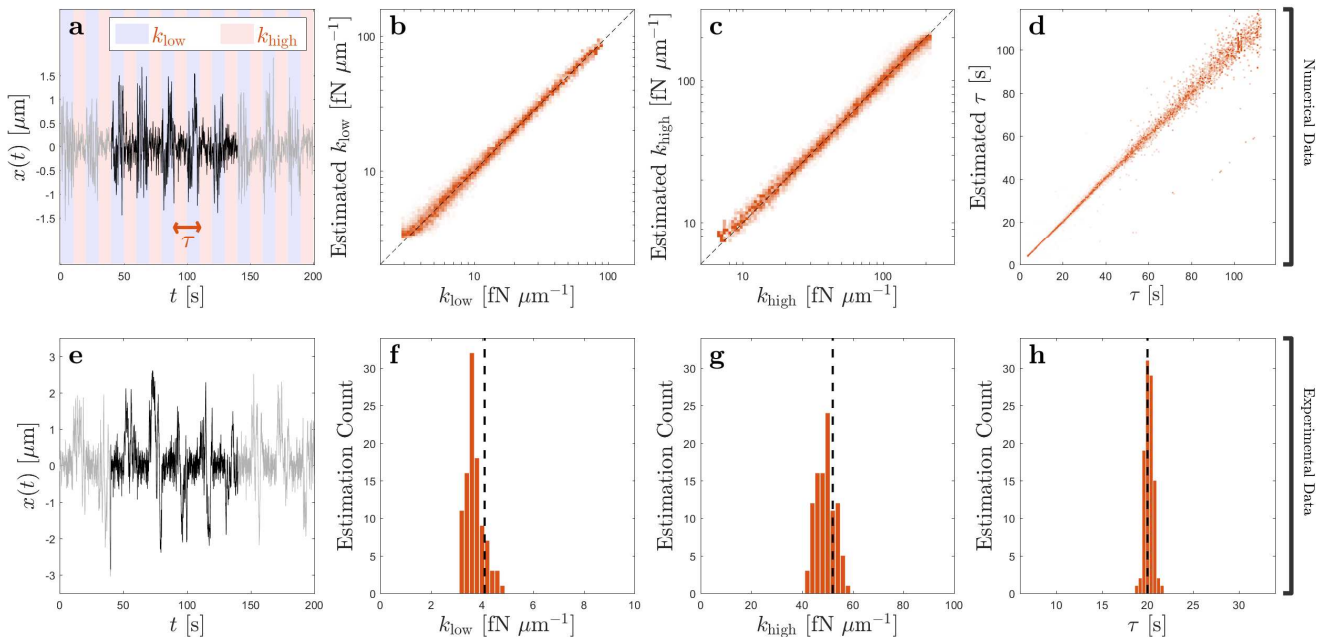 a
k_low
k_high
x(t) [µm]
1.5
1
0.5
0
-0.5
-1
-1.5
τ
0
50
100
150
200
t [s]
b
Estimated k_low [fN µm⁻¹]
100
10
10
100
k_low [fN µm⁻¹]
c
Estimated k_high [fN µm⁻¹]
100
10
10
100
k_high [fN µm⁻¹]
d
Estimated τ [s]
100
80
60
40
20
0
0
20
40
60
80
100
τ [s]
Numerical Data
e
x(t) [µm]
3
2
1
0
-1
-2
-3
0
50
100
150
200
t [s]
f
Estimation Count
30
25
20
15
10
5
0
0
2
4
6
8
10
k_low [fN µm⁻¹]
g
Estimation Count
30
25
20
15
10
5
0
0
20
40
60
80
100
k_high [fN µm⁻¹]
h
Estimation Count
30
25
20
15
10
5
0
10
15
20
25
30
τ [s]
Experimental Data